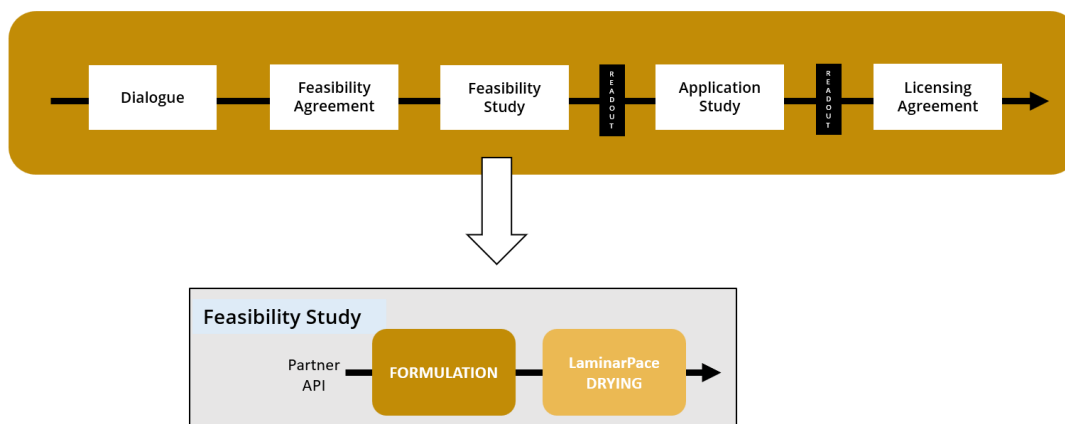 Dialogue
Feasibility
Agreement
Feasibility
Study
READOUT
Application
Study
READOUT
Licensing
Agreement
Feasibility Study
Partner
API
FORMULATION
LaminarPace
DRYING